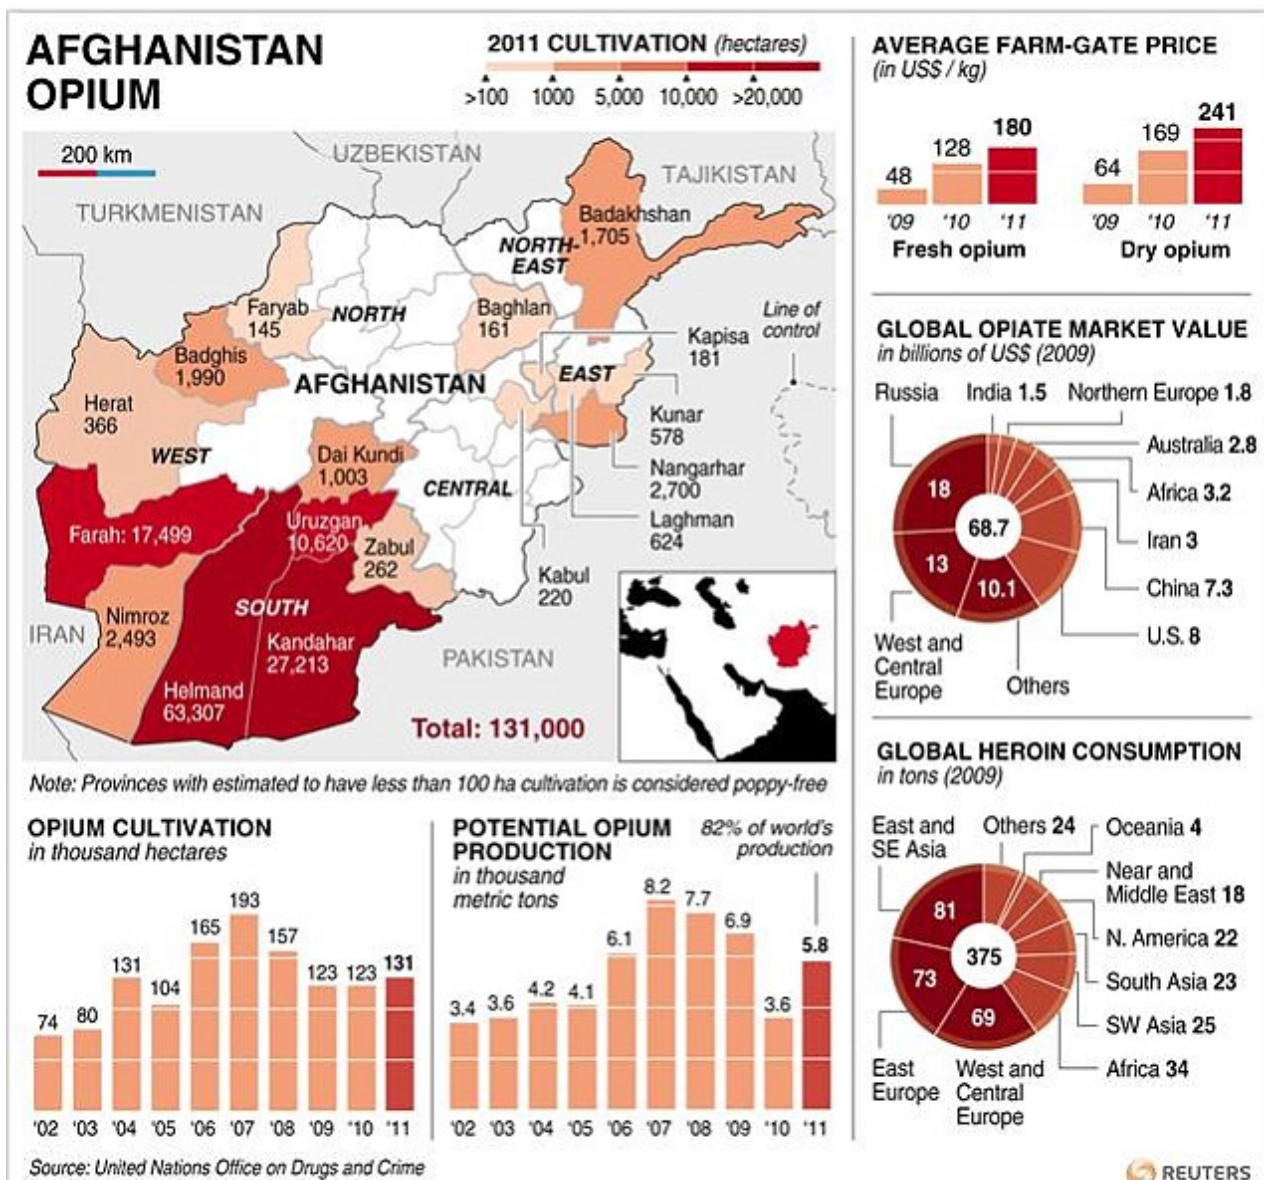 AFGHANISTAN
OPIUM
2011 CULTIVATION (hectares)
>100 1000 5,000 10,000 >20,000
200 km
UZBEKISTAN
TAJIKISTAN
TURKMENISTAN
Badakhshan
1,705
NORTH-
EAST
Faryab
145
NORTH
Baghlan
161
Kapisa
181
Line of
control
Badghis
1,990
AFGHANISTAN
EAST
Herat
366
Kunar
578
WEST
Dai Kundi
1,003
CENTRAL
Nangarhar
2,700
Farah: 17,499
Uruzgan
10,620
Zabul
262
Laghman
624
Kabul
220
IRAN
Nimroz
2,493
SOUTH
Kandahar
27,213
PAKISTAN
Helmand
63,307
Total: 131,000
Note: Provinces with estimated to have less than 100 ha cultivation is considered poppy-free
OPIUM CULTIVATION
in thousand hectares
74 80 131 104 165 193 157 123 123 131
'02 '03 '04 '05 '06 '07 '08 '09 '10 '11
POTENTIAL OPIUM
PRODUCTION
in thousand
metric tons
82% of world's
production
3.4 3.6 4.2 4.1 6.1 8.2 7.7 6.9 3.6 5.8
'02 '03 '04 '05 '06 '07 '08 '09 '10 '11
Source: United Nations Office on Drugs and Crime
AVERAGE FARM-GATE PRICE
(in US$ / kg)
48 128 180
'09 '10 '11
Fresh opium
64 169 241
'09 '10 '11
Dry opium
GLOBAL OPIATE MARKET VALUE
in billions of US$ (2009)
Russia
India 1.5
Northern Europe 1.8
Australia 2.8
Africa 3.2
Iran 3
China 7.3
U.S. 8
Others
West and
Central
Europe
18
68.7
13
10.1
GLOBAL HEROIN CONSUMPTION
in tons (2009)
East and
SE Asia
Others 24
Oceania 4
Near and
Middle East 18
N. America 22
South Asia 23
SW Asia 25
Africa 34
West and
Central
Europe
East
Europe
81
375
73
69
REUTERS